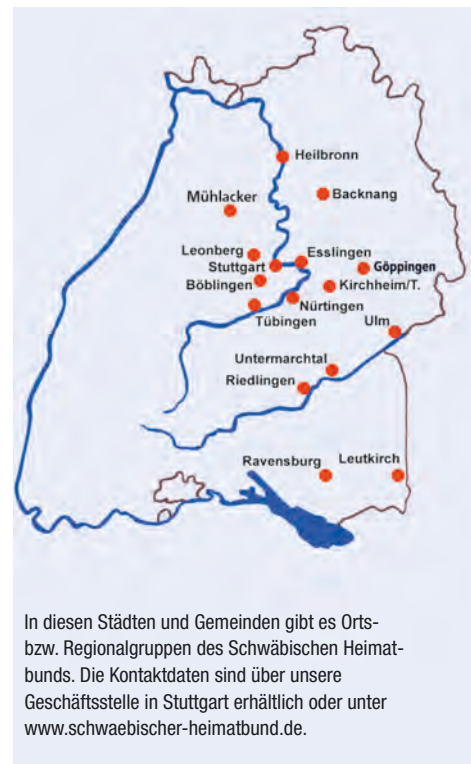 Heilbronn
Backnang
Mühlacker
Leonberg
Esslingen
Stuttgart
Göppingen
Böblingen
Kirchheim/T.
Nürtingen
Tübingen
Ulm
Untermarchtal
Riedlingen
Ravensburg
Leutkirch
In diesen Städten und Gemeinden gibt es Orts-
bzw. Regionalgruppen des Schwäbischen Heimat-
bunds. Die Kontaktdaten sind über unsere
Geschäftsstelle in Stuttgart erhältlich oder unter
www.schwaebischer-heimatbund.de.